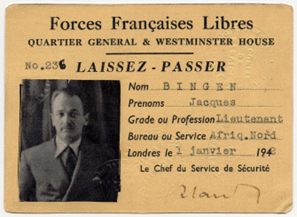 Forces Françaises Libres
QUARTIER GENERAL & WESTMINSTER HOUSE
No.236 LAISSEZ - PASSER
Nom BINGEN
Prenoms Jacques
Grade ou Profession Lieutenant
Bureau ou Service Afriq.Nord
Londres le 1 janvier 1942
Le Chef du Service de Sécurité